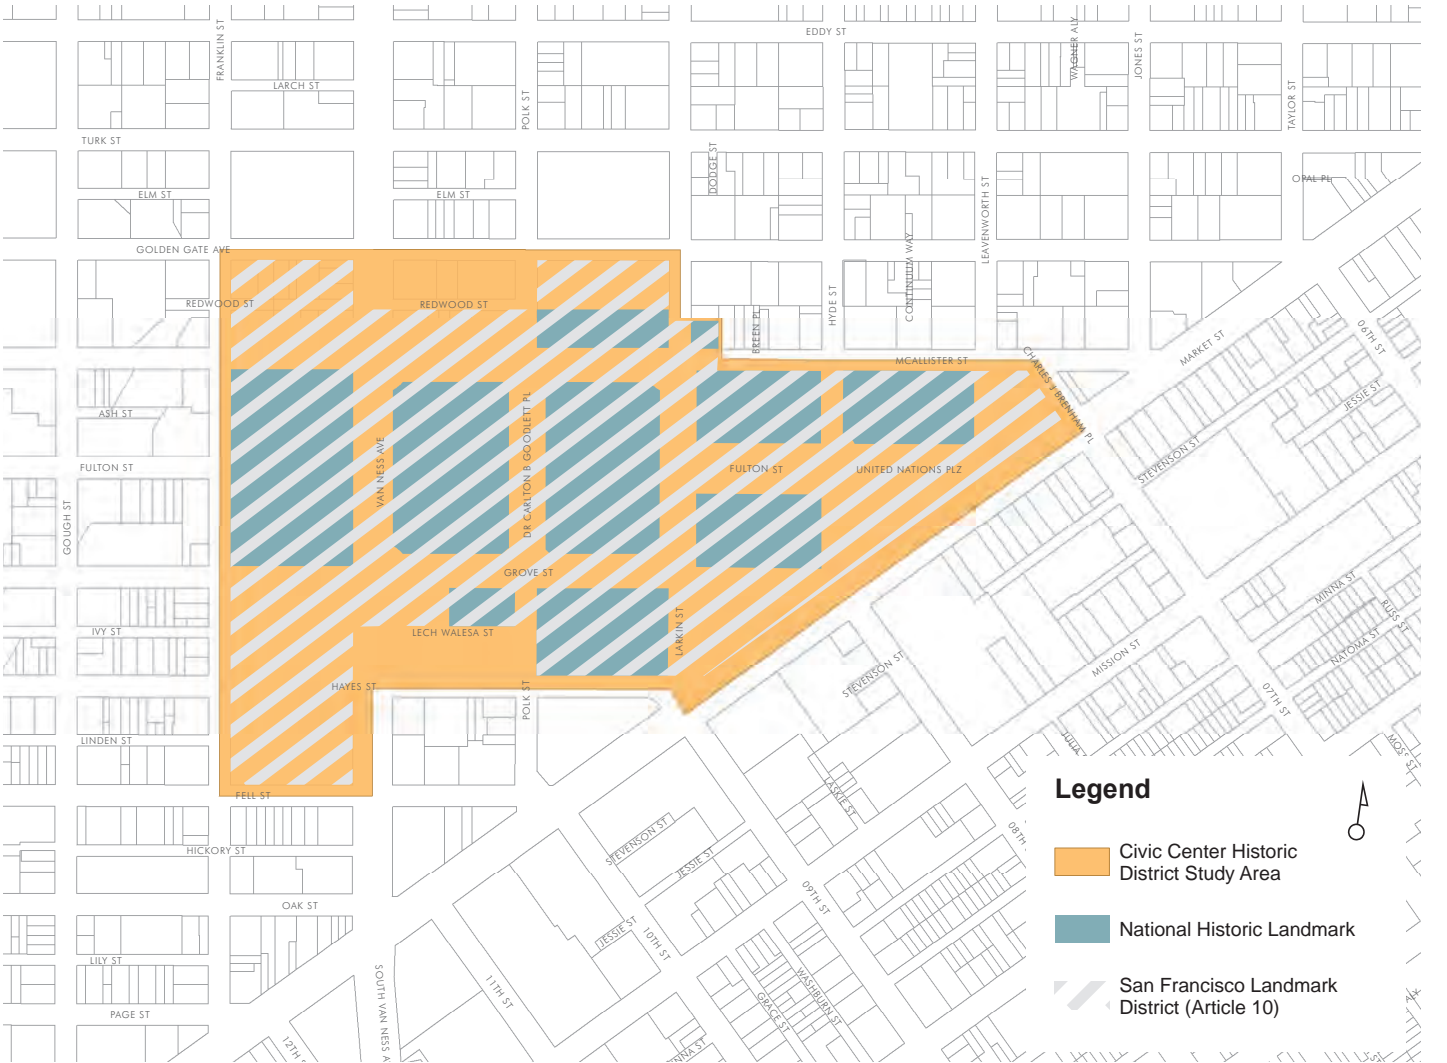 EDDY ST
FRANKLIN ST
WAGNER ALY
JONES ST
LARCH ST
POLK ST
TAYLOR ST
TURK ST
DODGE ST
ELM ST
ELM ST
OPAL PL
LEAVENWORTH ST
GOLDEN GATE AVE
CONTINUUM WAY
REDWOOD ST
REDWOOD ST
HYDE ST
BREEN PL
MCALLISTER ST
CHARLES J BRENHAM PL
MARKET ST
06TH ST
JESSIE ST
ASH ST
VAN NESS AVE
DR CARLTON B GOODLETT PL
FULTON ST
FULTON ST
UNITED NATIONS PLZ
STEVENSON ST
GOUGH ST
GROVE ST
MINNA ST
RUSS ST
IVY ST
LECH WALESA ST
LARKIN ST
NATOMA ST
MISSION ST
STEVENSON ST
HAYES ST
POLK ST
07TH ST
LINDEN ST
JULIA
MOSS ST
FELL ST
LASKIE ST
STEVENSON ST
08TH
HICKORY ST
JESSIE ST
09TH ST
OAK ST
JESSIE ST
10TH ST
LILY ST
SOUTH VAN NESS A
11TH ST
WASHBURN ST
GRACE ST
PAGE ST
12TH S
NNA ST
Legend
Civic Center Historic
District Study Area
National Historic Landmark
San Francisco Landmark
District (Article 10)